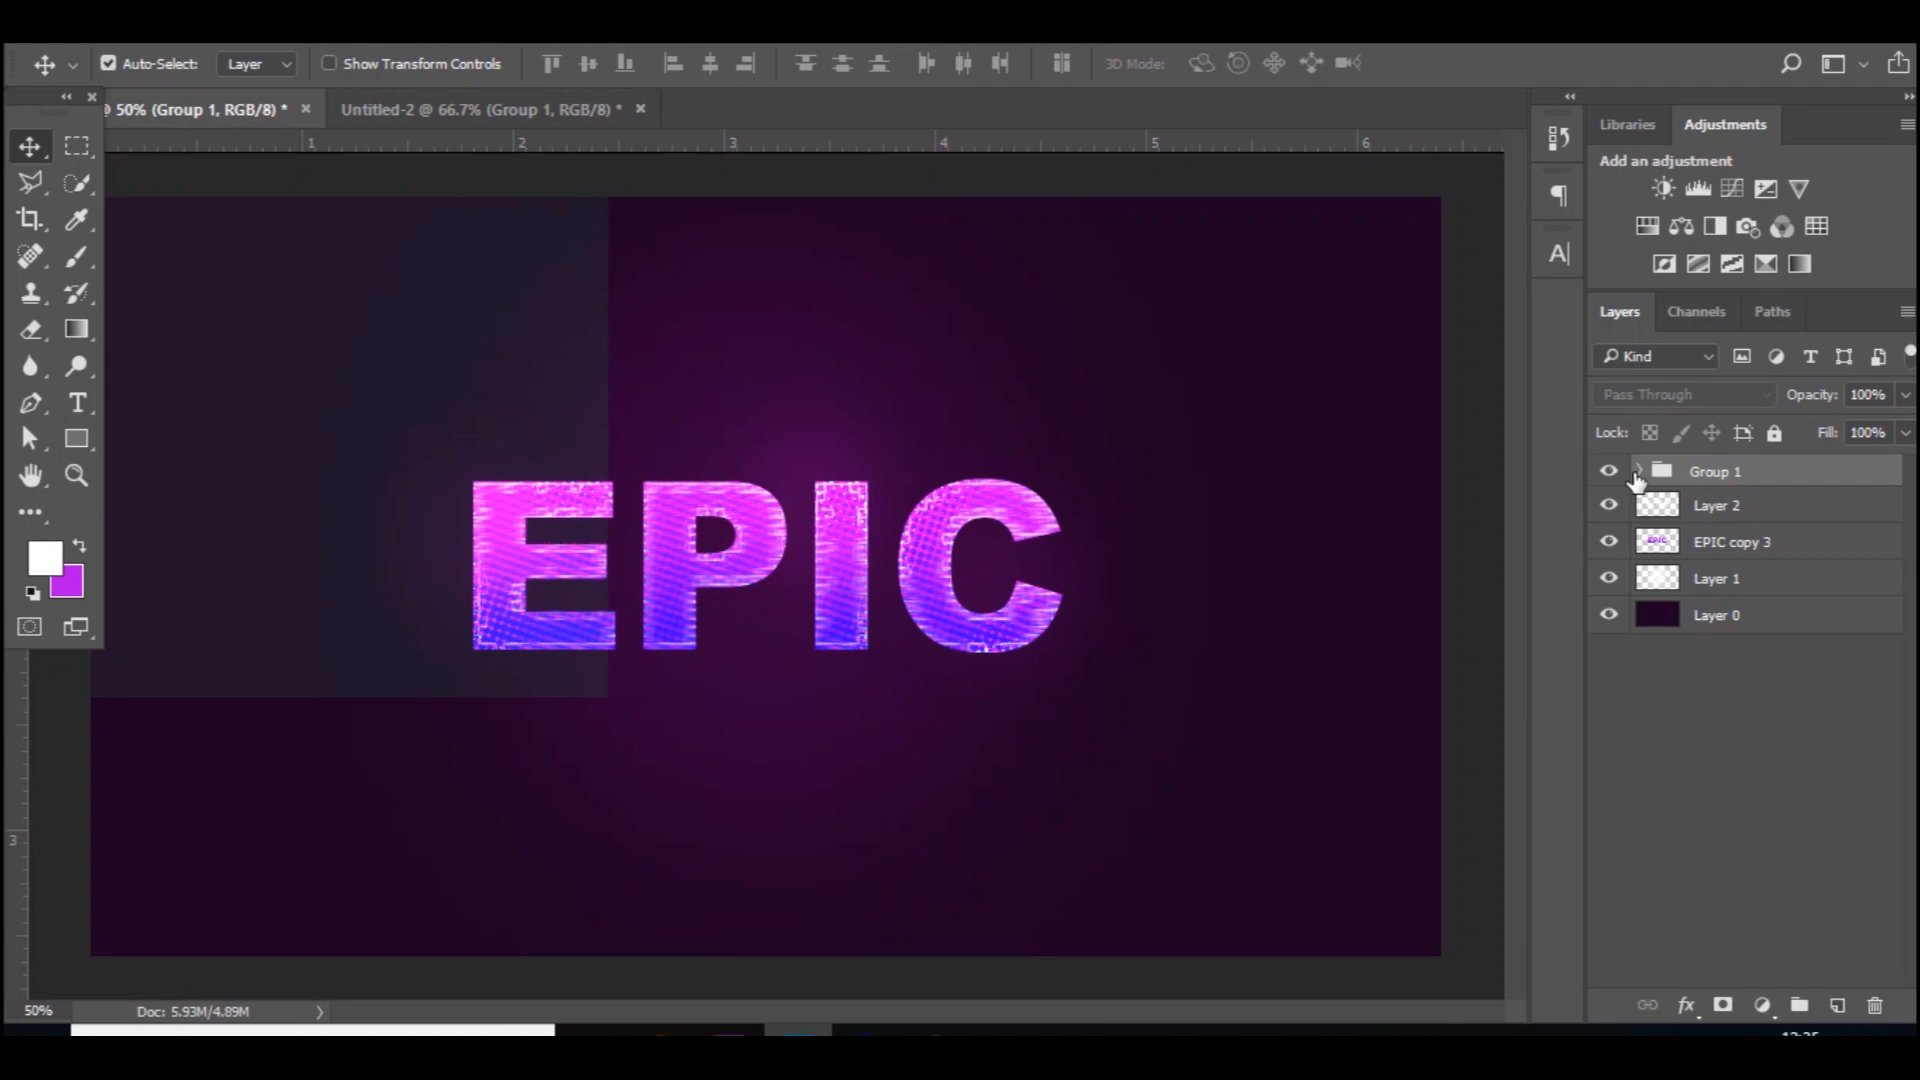 Auto-Select: Layer Show Transform Controls 3D Mode:
50% (Group 1, RGB/8) * Untitled-2 @ 66.7% (Group 1, RGB/8) *
1 2 3 4 5 6
Libraries Adjustments
Add an adjustment
Layers Channels Paths
Kind T
Pass Through Opacity: 100%
Lock: Fill: 100%
Group 1
Layer 2
EPIC EPIC copy 3
Layer 1
Layer 0
EPIC
A
T
3
fx
50% Doc: 5.93M/4.89M